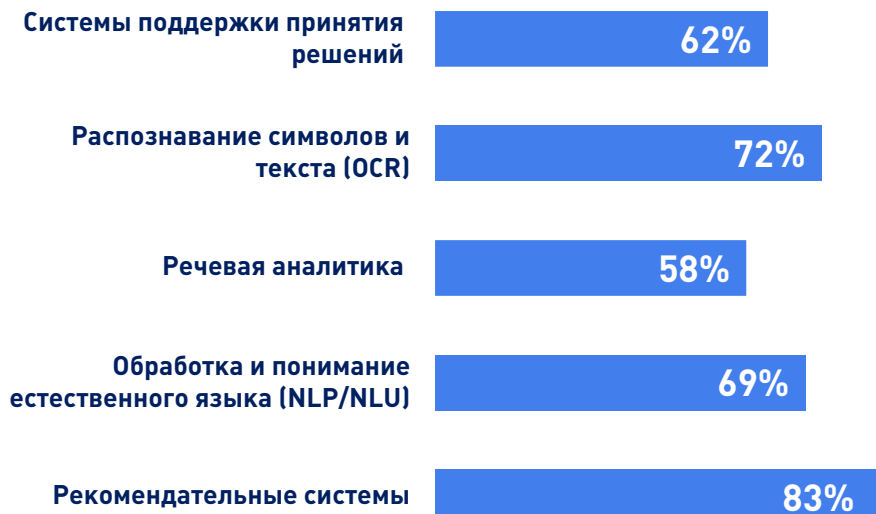 Системы поддержки принятия
решений
62%
Распознавание символов и
текста (OCR)
72%
Речевая аналитика
58%
Обработка и понимание
естественного языка (NLP/NLU)
69%
Рекомендательные системы
83%